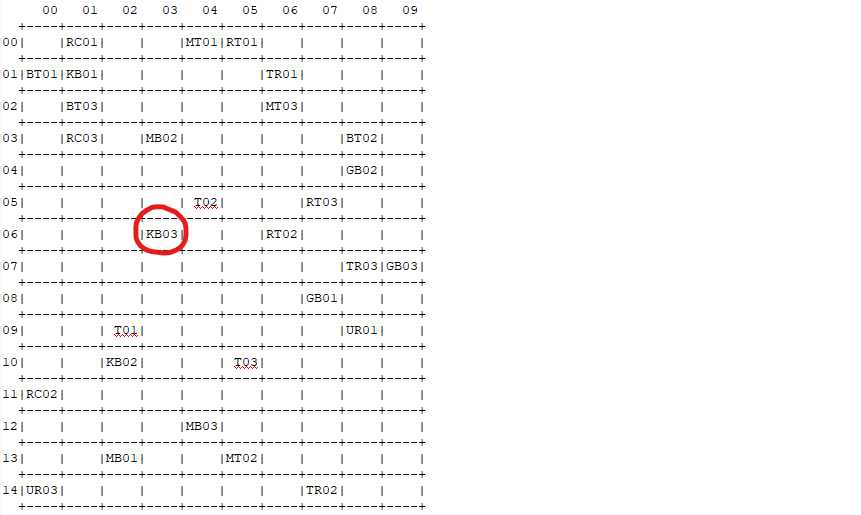 00   01   02   03   04   05   06   07   08   09
  +----+----+----+----+----+----+----+----+----+----+
00|    |RC01|    |    |MT01|RT01|    |    |    |    |
  +----+----+----+----+----+----+----+----+----+----+
01|BT01|KB01|    |    |    |    |TR01|    |    |    |
  +----+----+----+----+----+----+----+----+----+----+
02|    |BT03|    |    |    |    |MT03|    |    |    |
  +----+----+----+----+----+----+----+----+----+----+
03|    |RC03|    |MB02|    |    |    |    |BT02|    |
  +----+----+----+----+----+----+----+----+----+----+
04|    |    |    |    |    |    |    |    |GB02|    |
  +----+----+----+----+----+----+----+----+----+----+
05|    |    |    |    | T02|    |    |RT03|    |    |
  +----+----+----+----+----+----+----+----+----+----+
06|    |    |    |KB03|    |    |RT02|    |    |    |
  +----+----+----+----+----+----+----+----+----+----+
07|    |    |    |    |    |    |    |    |TR03|GB03|
  +----+----+----+----+----+----+----+----+----+----+
08|    |    |    |    |    |    |    |GB01|    |    |
  +----+----+----+----+----+----+----+----+----+----+
09|    |    | T01|    |    |    |    |    |UR01|    |
  +----+----+----+----+----+----+----+----+----+----+
10|    |    |KB02|    |    | T03|    |    |    |    |
  +----+----+----+----+----+----+----+----+----+----+
11|RC02|    |    |    |    |    |    |    |    |    |
  +----+----+----+----+----+----+----+----+----+----+
12|    |    |    |    |MB03|    |    |    |    |    |
  +----+----+----+----+----+----+----+----+----+----+
13|    |    |MB01|    |    |MT02|    |    |    |    |
  +----+----+----+----+----+----+----+----+----+----+
14|UR03|    |    |    |    |    |    |TR02|    |    |
  +----+----+----+----+----+----+----+----+----+----+